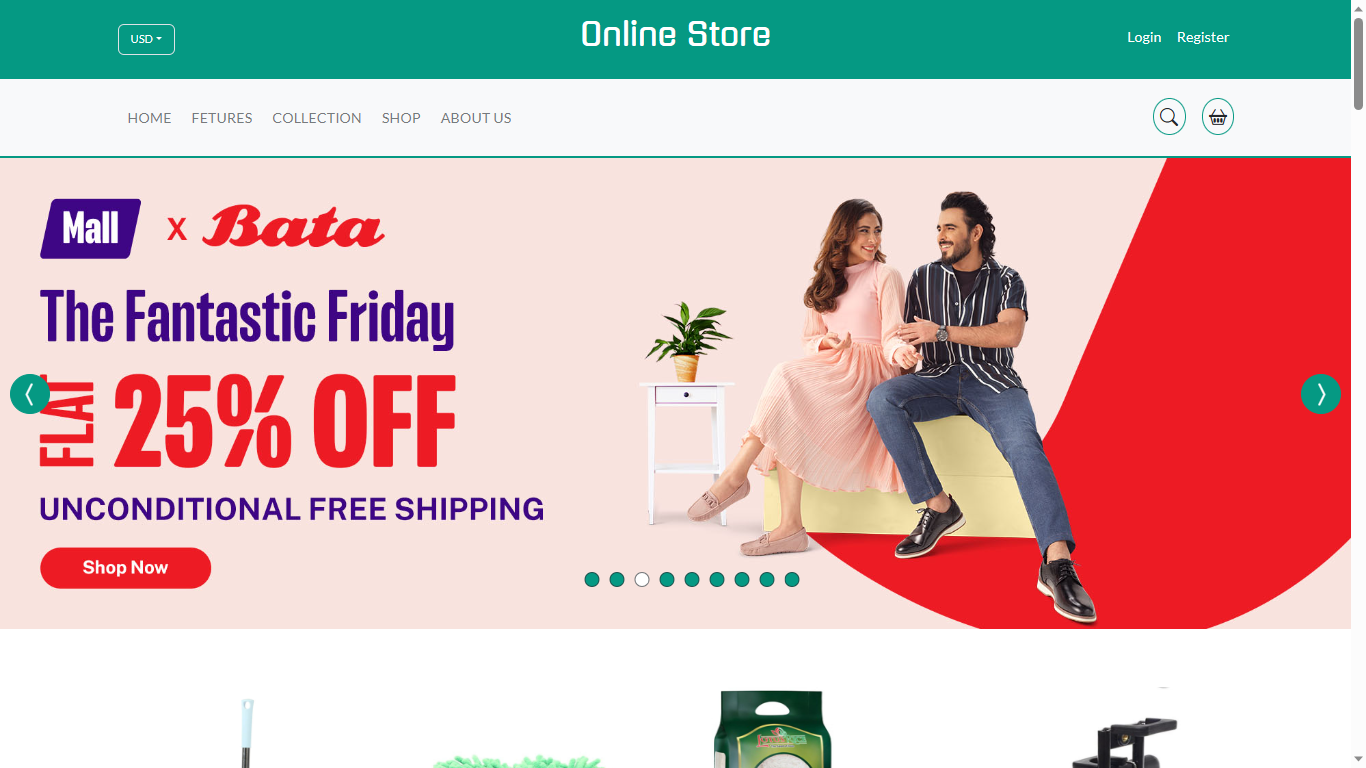 USD
Online Store
Login
Register
HOME
FETURES
COLLECTION
SHOP
ABOUT US
Mall
X
Bata
The Fantastic Friday
FLAT
25% OFF
UNCONDITIONAL FREE SHIPPING
Shop Now